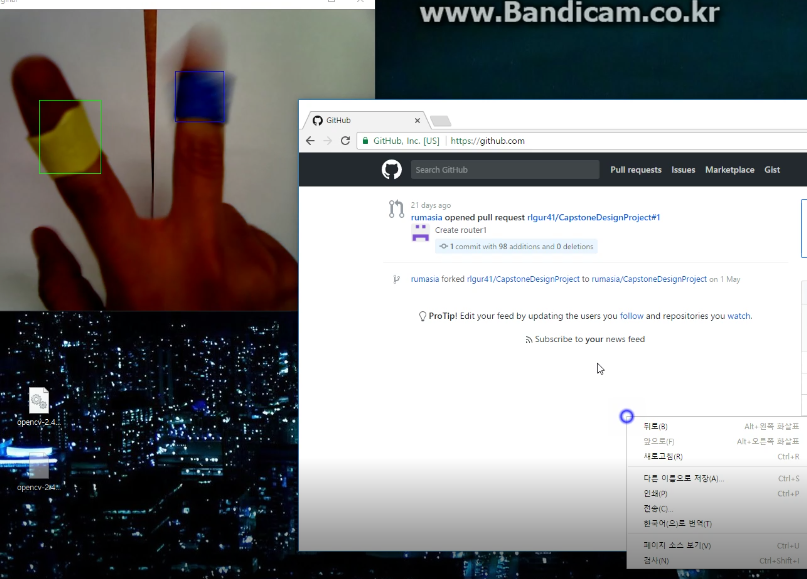 www.Bandicam.co.kr
GitHub
GitHub, Inc. [US] https://github.com
Search GitHub
Pull requests Issues Marketplace Gist
21 days ago
rumasia opened pull request rlgur41/CapstoneDesignProject#1
Create router1
1 commit with 98 additions and 0 deletions
rumasia forked rlgur41/CapstoneDesignProject to rumasia/CapstoneDesignProject on 1 May
ProTip! Edit your feed by updating the users you follow and repositories you watch.
Subscribe to your news feed
opencv-2.4...
opencv-2.4...
뒤로(B) Alt+왼쪽 화살표
앞으로(F) Alt+오른쪽 화살표
새로고침(R) Ctrl+R
다른 이름으로 저장(A)... Ctrl+S
인쇄(P) Ctrl+P
전송(C)...
한국어(으)로 번역(T)
페이지 소스 보기(V) Ctrl+U
검사(N) Ctrl+Shift+I